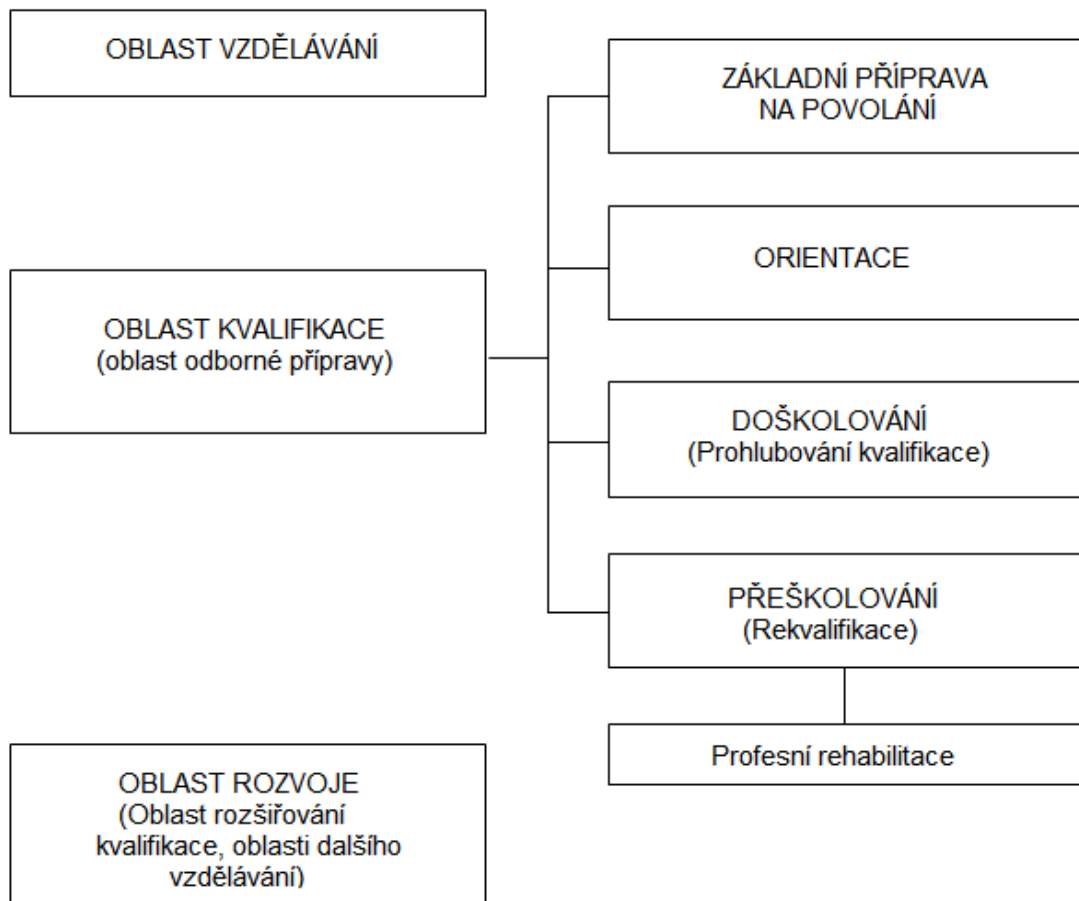 OBLAST VZDĚLÁVÁNÍ
ZÁKLADNÍ PŘÍPRAVA
NA POVOLÁNÍ
ORIENTACE
OBLAST KVALIFIKACE
(oblast odborné přípravy)
DOŠKOLOVÁNÍ
(Prohlubování kvalifikace)
PŘEŠKOLOVÁNÍ
(Rekvalifikace)
Profesní rehabilitace
OBLAST ROZVOJE
(Oblast rozšiřování
kvalifikace, oblasti dalšího
vzdělávání)